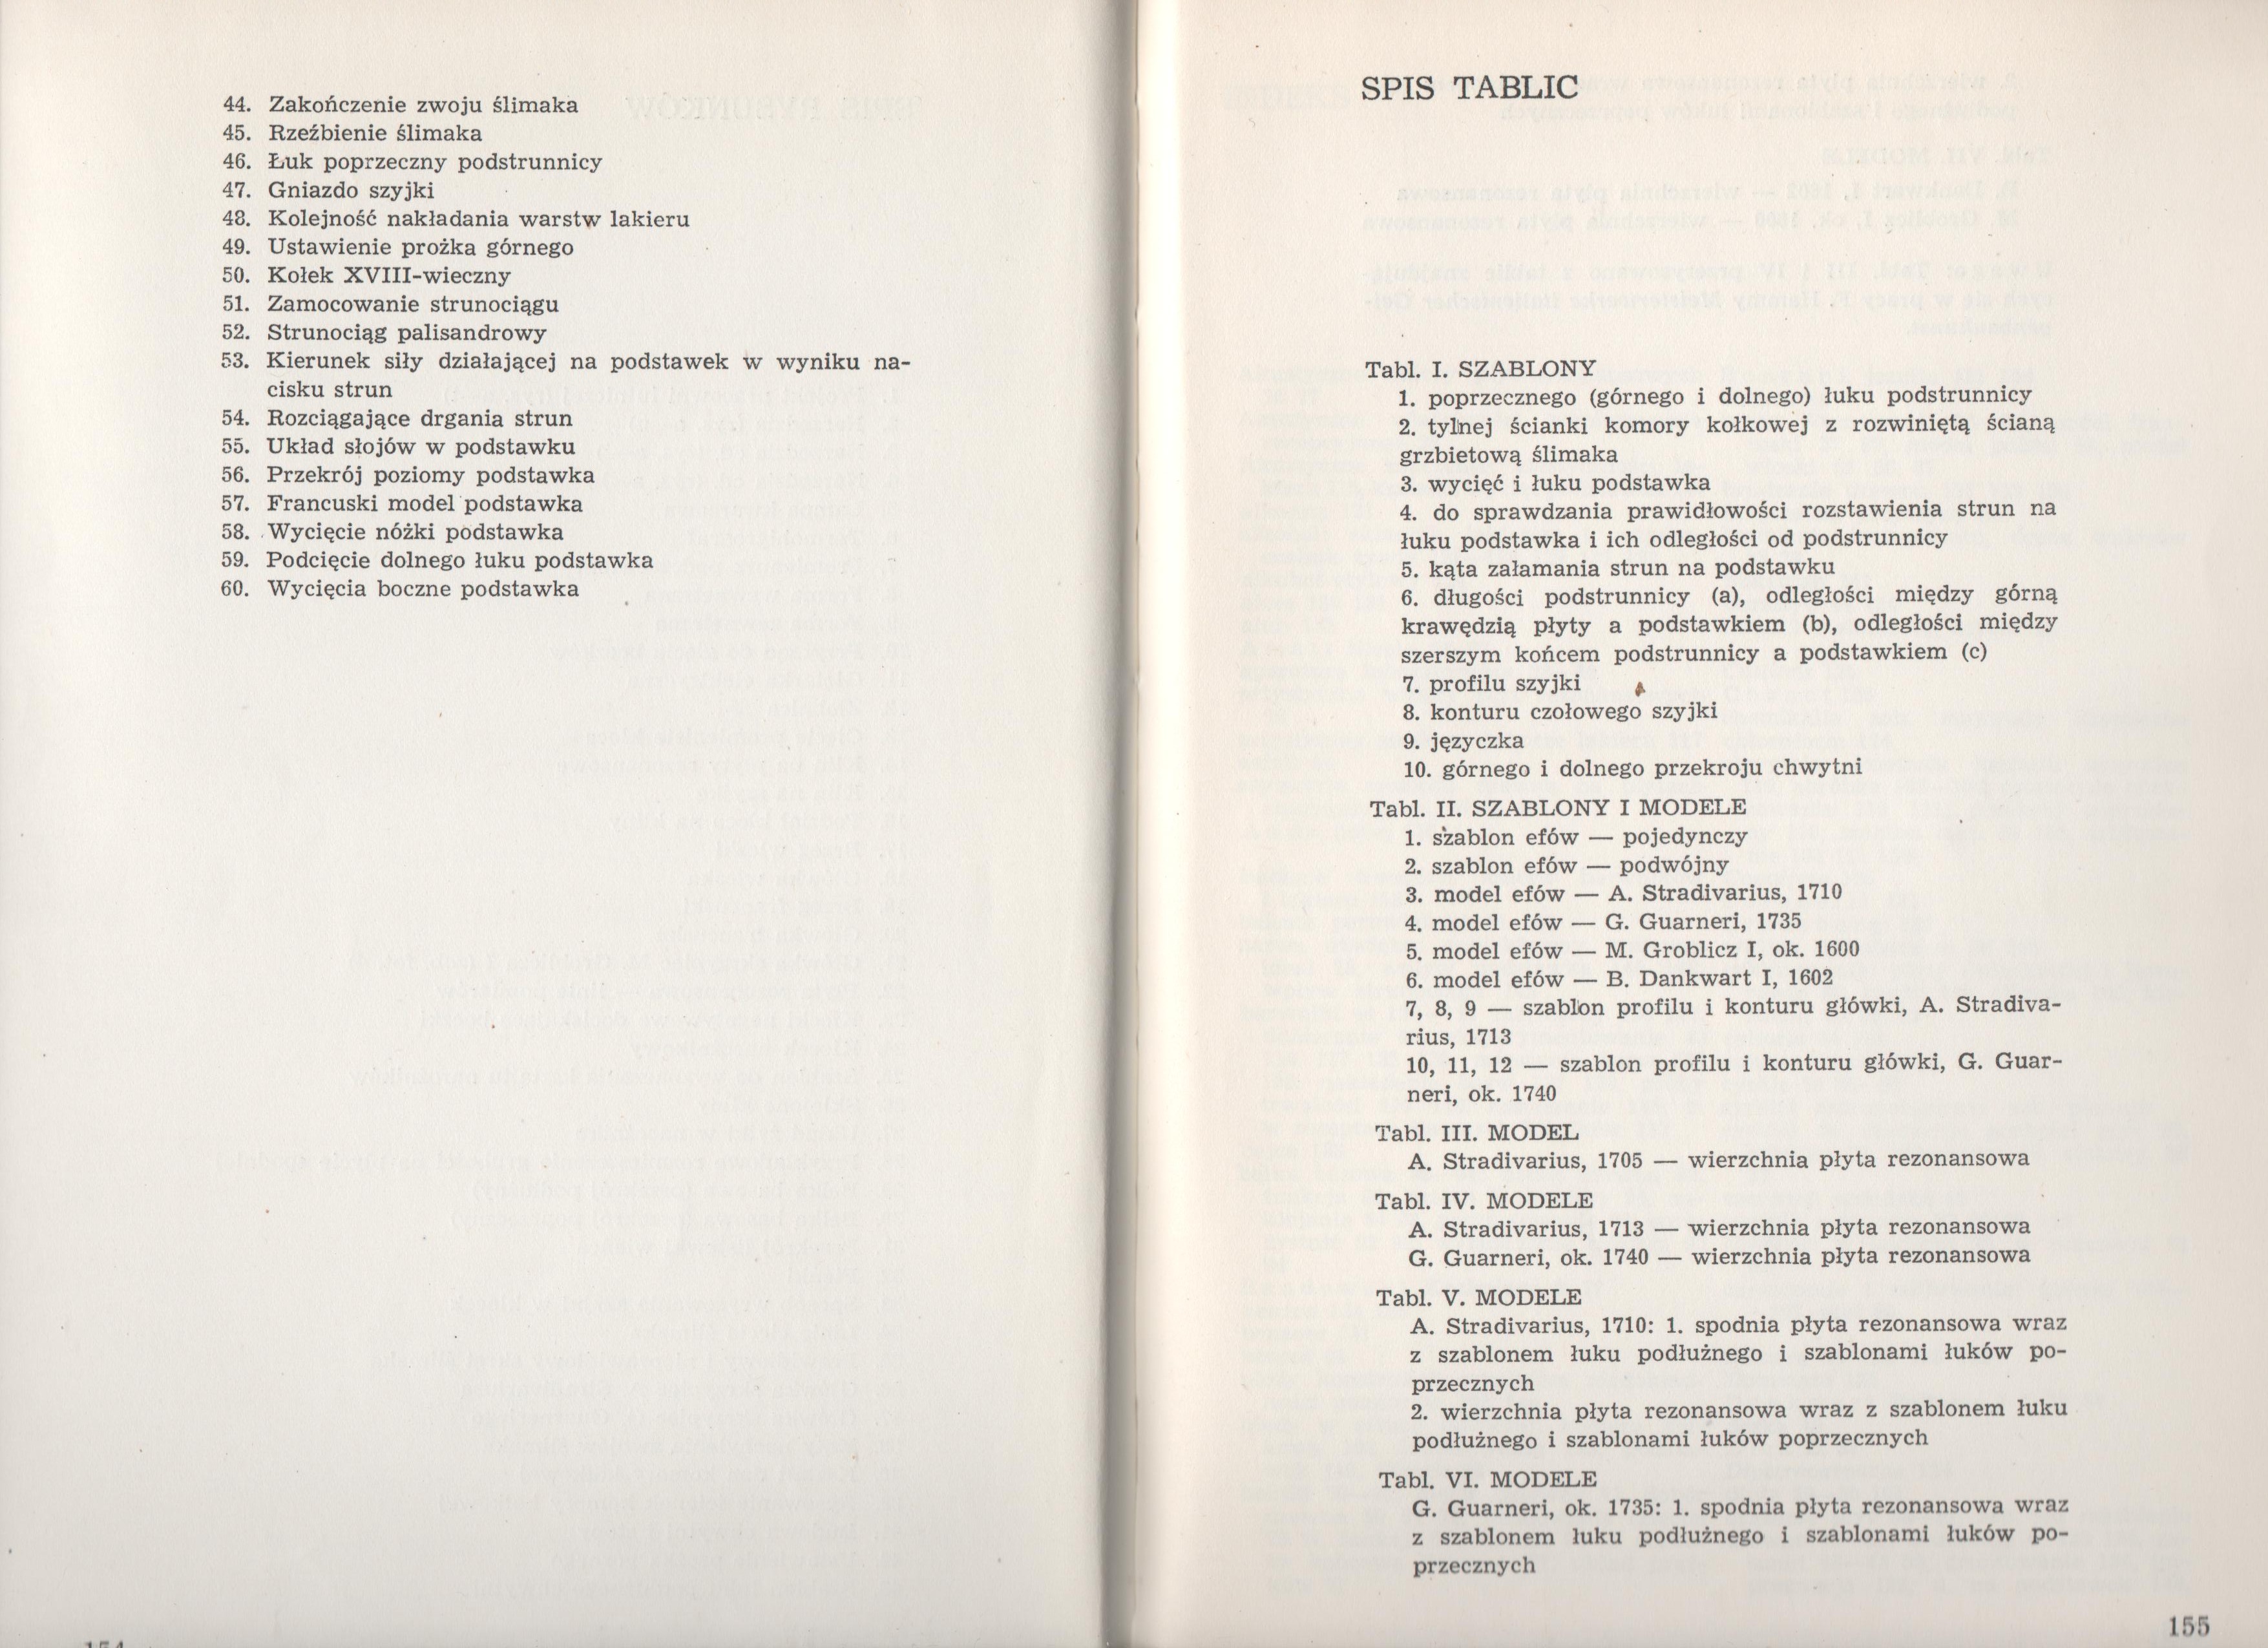 44. Zakończenie zwoju ślimaka
45. Rzeźbienie ślimaka
46. Łuk poprzeczny podstrunnicy
47. Gniazdo szyjki
48. Kolejność nakładania warstw lakieru
49. Ustawienie prożka górnego
50. Kołek XVIII-wieczny
51. Zamocowanie strunociągu
52. Strunociąg palisandrowy
53. Kierunek siły działającej na podstawek w wyniku na-
cisku strun
54. Rozciągające drgania strun
55. Układ słojów w podstawku
56. Przekrój poziomy podstawka
57. Francuski model podstawka
58. Wycięcie nóżki podstawka
59. Podcięcie dolnego łuku podstawka
60. Wycięcia boczne podstawka
154
SPIS TABLIC
Tabl. I. SZABLONY
1. poprzecznego (górnego i dolnego) łuku podstrunnicy
2. tylnej ścianki komory kołkowej z rozwiniętą ścianą
grzbietową ślimaka
3. wycięć i łuku podstawka
4. do sprawdzania prawidłowości rozstawienia strun na
łuku podstawka i ich odległości od podstrunnicy
5. kąta załamania strun na podstawku
6. długości podstrunnicy (a), odległości między górną
krawędzią płyty a podstawkiem (b), odległości między
szerszym końcem podstrunnicy a podstawkiem (c)
7. profilu szyjki
8. konturu czołowego szyjki
9. języczka
10. górnego i dolnego przekroju chwytni
Tabl. II. SZABLONY I MODELE
1. szablon efów — pojedynczy
2. szablon efów — podwójny
3. model efów — A. Stradivarius, 1710
4. model efów — G. Guarneri, 1735
5. model efów — M. Groblicz I, ok. 1600
6. model efów — B. Dankwart I, 1602
7, 8, 9 — szablon profilu i konturu główki, A. Stradiva-
rius, 1713
10, 11, 12 — szablon profilu i konturu główki, G. Guar-
neri, ok. 1740
Tabl. III. MODEL
A. Stradivarius, 1705 — wierzchnia płyta rezonansowa
Tabl. IV. MODELE
A. Stradivarius, 1713 — wierzchnia płyta rezonansowa
G. Guarneri, ok. 1740 — wierzchnia płyta rezonansowa
Tabl. V. MODELE
A. Stradivarius, 1710: 1. spodnia płyta rezonansowa wraz
z szablonem łuku podłużnego i szablonami łuków po-
przecznych
2. wierzchnia płyta rezonansowa wraz z szablonem łuku
podłużnego i szablonami łuków poprzecznych
Tabl. VI. MODELE
G. Guarneri, ok. 1735: 1. spodnia płyta rezonansowa wraz
z szablonem łuku podłużnego i szablonami łuków po-
przecznych
155